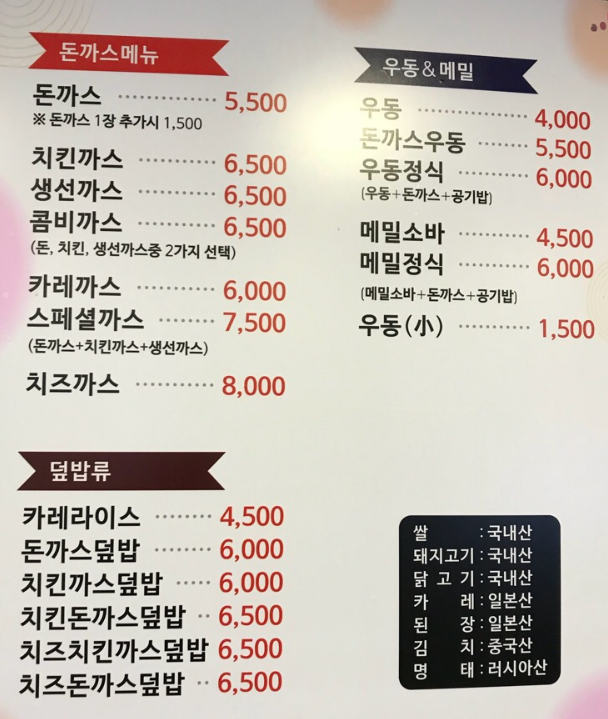 돈까스메뉴
돈까스 ············· 5,500
※ 돈까스 1장 추가시 1,500
치킨까스 ·········· 6,500
생선까스 ·········· 6,500
콤비까스 ·········· 6,500
(돈, 치킨, 생선까스중 2가지 선택)
카레까스 ·········· 6,000
스페셜까스 ······· 7,500
(돈까스+치킨까스+생선까스)
치즈까스 ··········· 8,000
덮밥류
카레라이스 ········ 4,500
돈까스덮밥 ········ 6,000
치킨까스덮밥 ····· 6,000
치킨돈까스덮밥 ·· 6,500
치즈치킨까스덮밥 6,500
치즈돈까스덮밥 ·· 6,500
우동&메밀
우동 ··············· 4,000
돈까스우동 ········ 5,500
우동정식 ··········· 6,000
(우동+돈까스+공기밥)
메밀소바 ··········· 4,500
메밀정식 ··········· 6,000
(메밀소바+돈까스+공기밥)
우동(小) ·········· 1,500
쌀 : 국내산
돼지고기 : 국내산
닭 고 기 : 국내산
카 레 : 일본산
된 장 : 일본산
김 치 : 중국산
명 태 : 러시아산